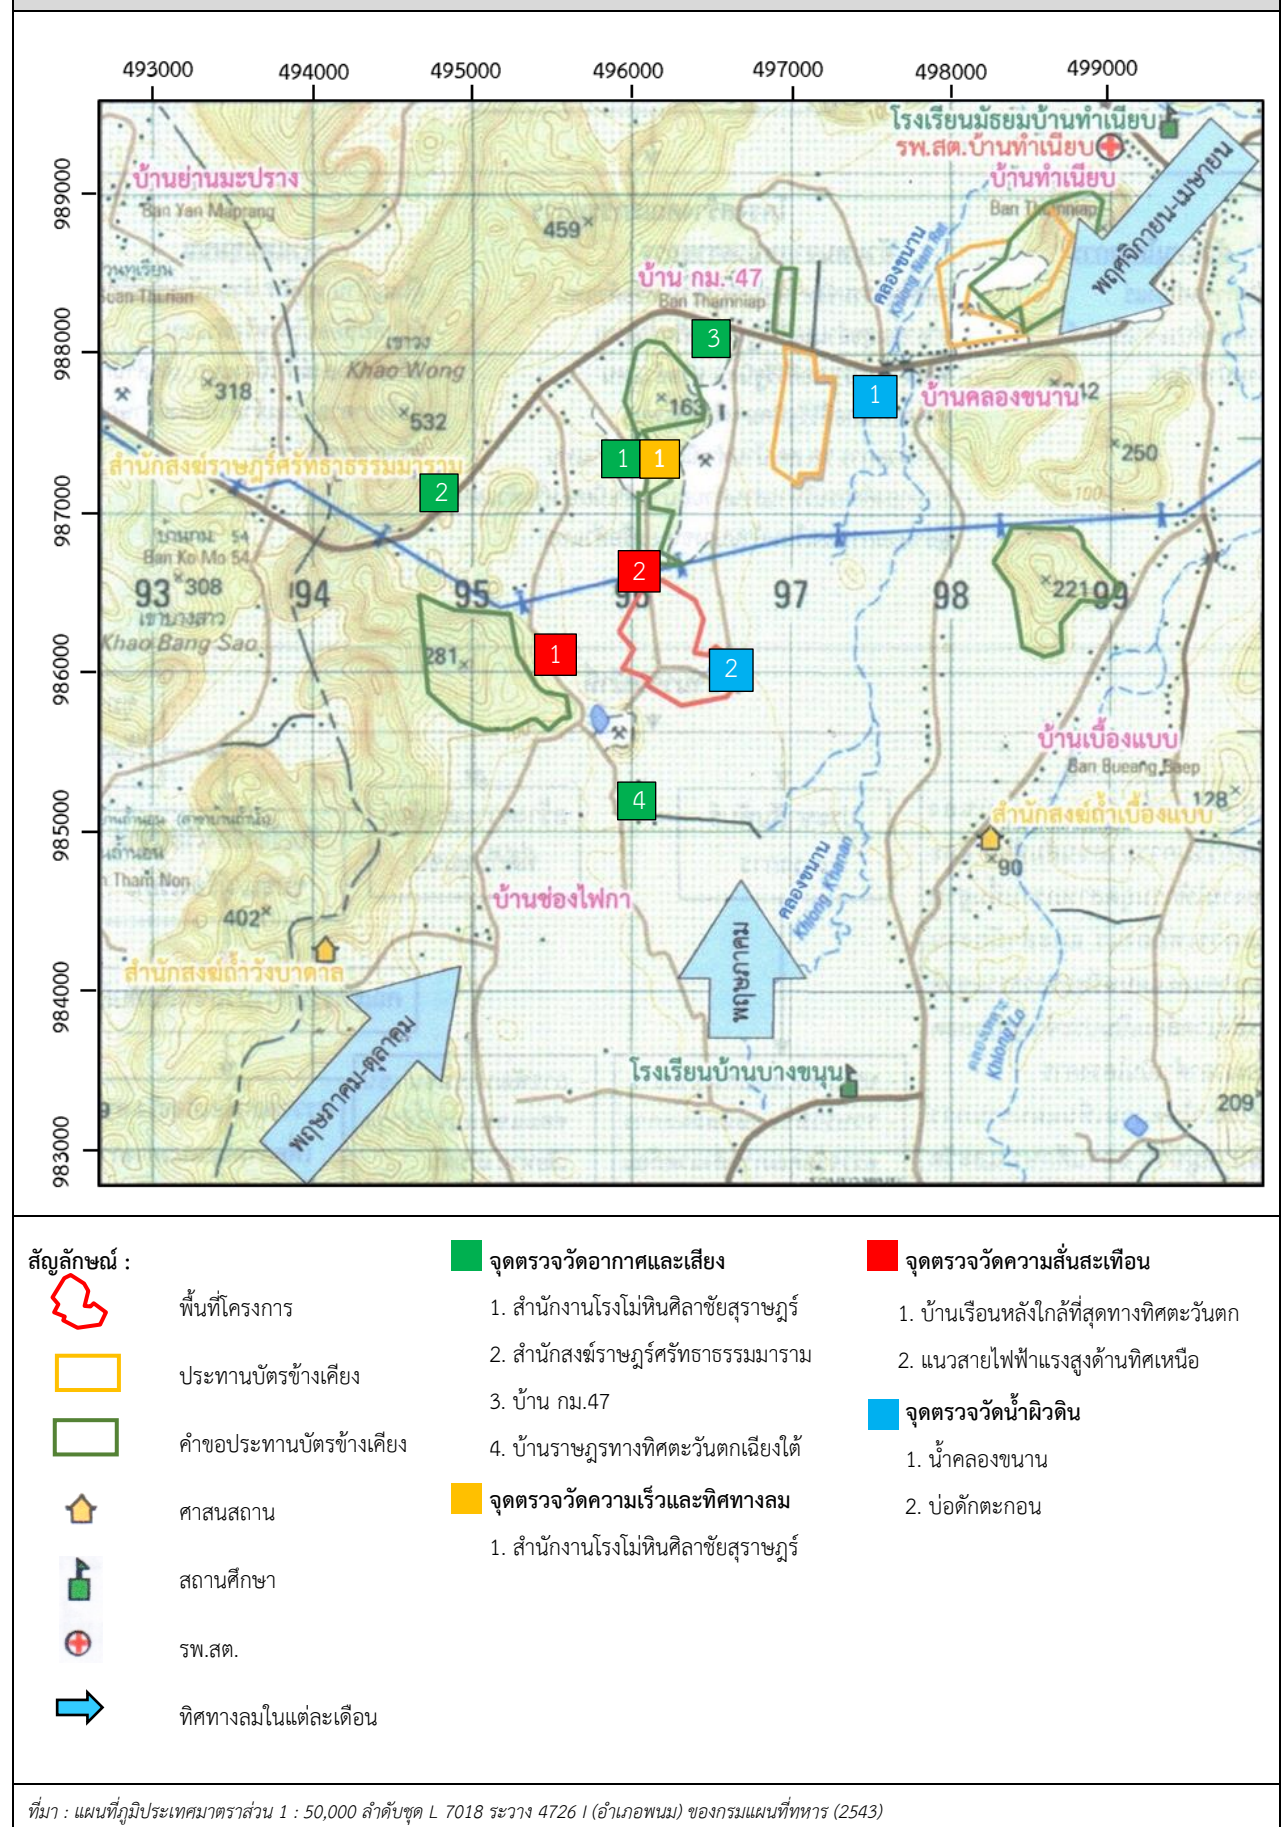 493000 494000 495000 496000 497000 498000 499000
989000
988000
987000
986000
985000
984000
983000
โรงเรียนมัธยมบ้านทำเนียบ
รพ.สต.บ้านทำเนียบ
บ้านทำเนียบ
Ban Thamniap
พฤศจิกายน-เมษายน
บ้านย่านมะปราง
Ban Yan Maprang
459
คลองขนาน
บ้าน กม. 47
Ban Thamniap
3
เขาวง
Khao Wong
318
532
163
1
บ้านคลองขนาน
250
100
สำนักสงฆ์ราษฎร์ศรัทธาธรรมมาราม
2
1
1
Ban Ko Mo 54
308
93
94
95
2
97
98
99
221
เขาบางสาว
Khao Bang Sao
281
1
2
บ้านเบื้องแบบ
Ban Bueang Baep
128
4
สำนักสงฆ์ถ้ำเบื้องแบบ
90
Tham Non
402
บ้านช่องไฟกา
คลองขนาน
Khlong Khanan
พฤษภาคม
สำนักสงฆ์ถ้ำวังบาดาล
พฤษภาคม-ตุลาคม
Khlong Lo
โรงเรียนบ้านบางขนุน
209
สัญลักษณ์ :
พื้นที่โครงการ
ประทานบัตรข้างเคียง
คำขอประทานบัตรข้างเคียง
ศาสนสถาน
สถานศึกษา
รพ.สต.
ทิศทางลมในแต่ละเดือน
จุดตรวจวัดอากาศและเสียง
1. สำนักงานโรงโม่หินศิลาชัยสุราษฎร์
2. สำนักสงฆ์ราษฎร์ศรัทธาธรรมมาราม
3. บ้าน กม.47
4. บ้านราษฎรทางทิศตะวันตกเฉียงใต้
จุดตรวจวัดความเร็วและทิศทางลม
1. สำนักงานโรงโม่หินศิลาชัยสุราษฎร์
จุดตรวจวัดความสั่นสะเทือน
1. บ้านเรือนหลังใกล้ที่สุดทางทิศตะวันตก
2. แนวสายไฟฟ้าแรงสูงด้านทิศเหนือ
จุดตรวจวัดน้ำผิวดิน
1. น้ำคลองขนาน
2. บ่อดักตะกอน
ที่มา : แผนที่ภูมิประเทศมาตราส่วน 1 : 50,000 ลำดับชุด L 7018 ระวาง 4726 I (อำเภอพนม) ของกรมแผนที่ทหาร (2543)